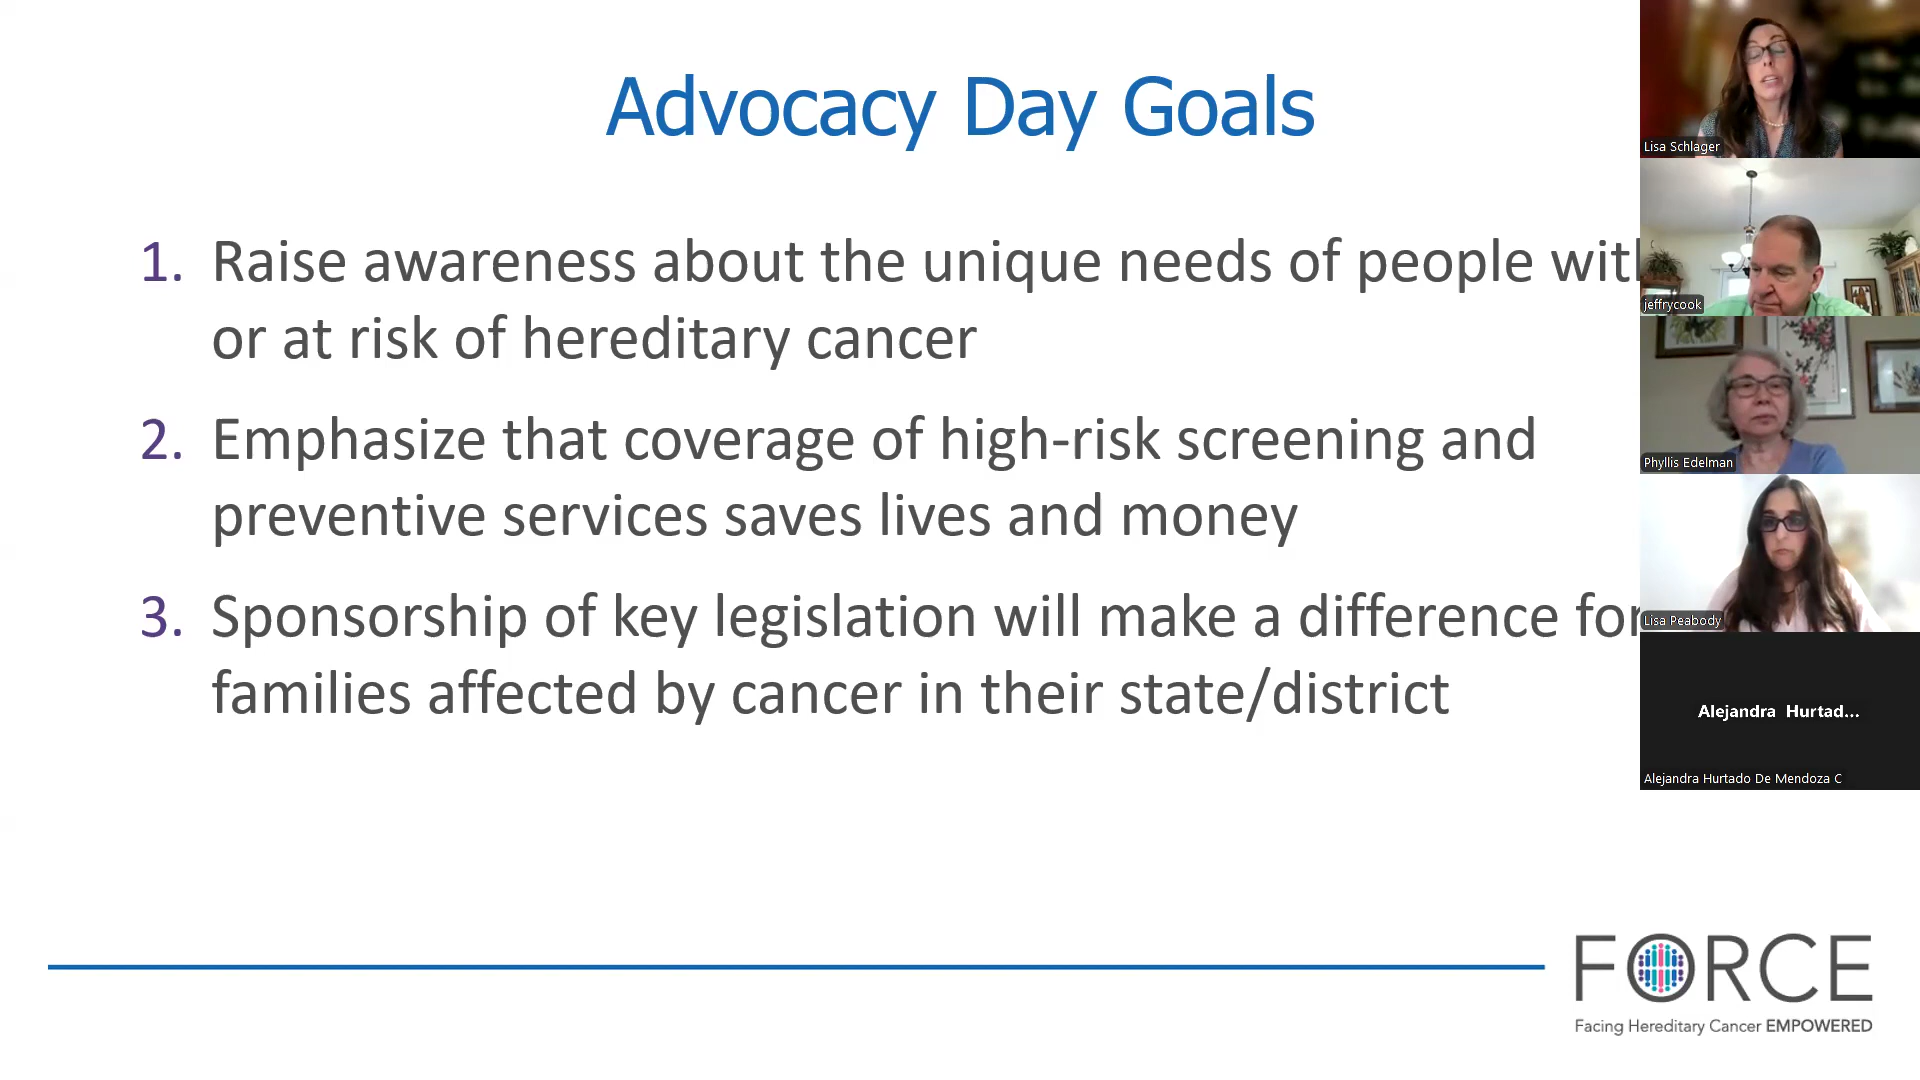 Advocacy Day Goals
1. Raise awareness about the unique needs of people with
or at risk of hereditary cancer
2. Emphasize that coverage of high-risk screening and
preventive services saves lives and money
3. Sponsorship of key legislation will make a difference for
families affected by cancer in their state/district
Lisa Schlager
jeffrycook
Phyllis Edelman
Lisa Peabody
Alejandra Hurtad...
Alejandra Hurtado De Mendoza C
FORCE
Facing Hereditary Cancer EMPOWERED